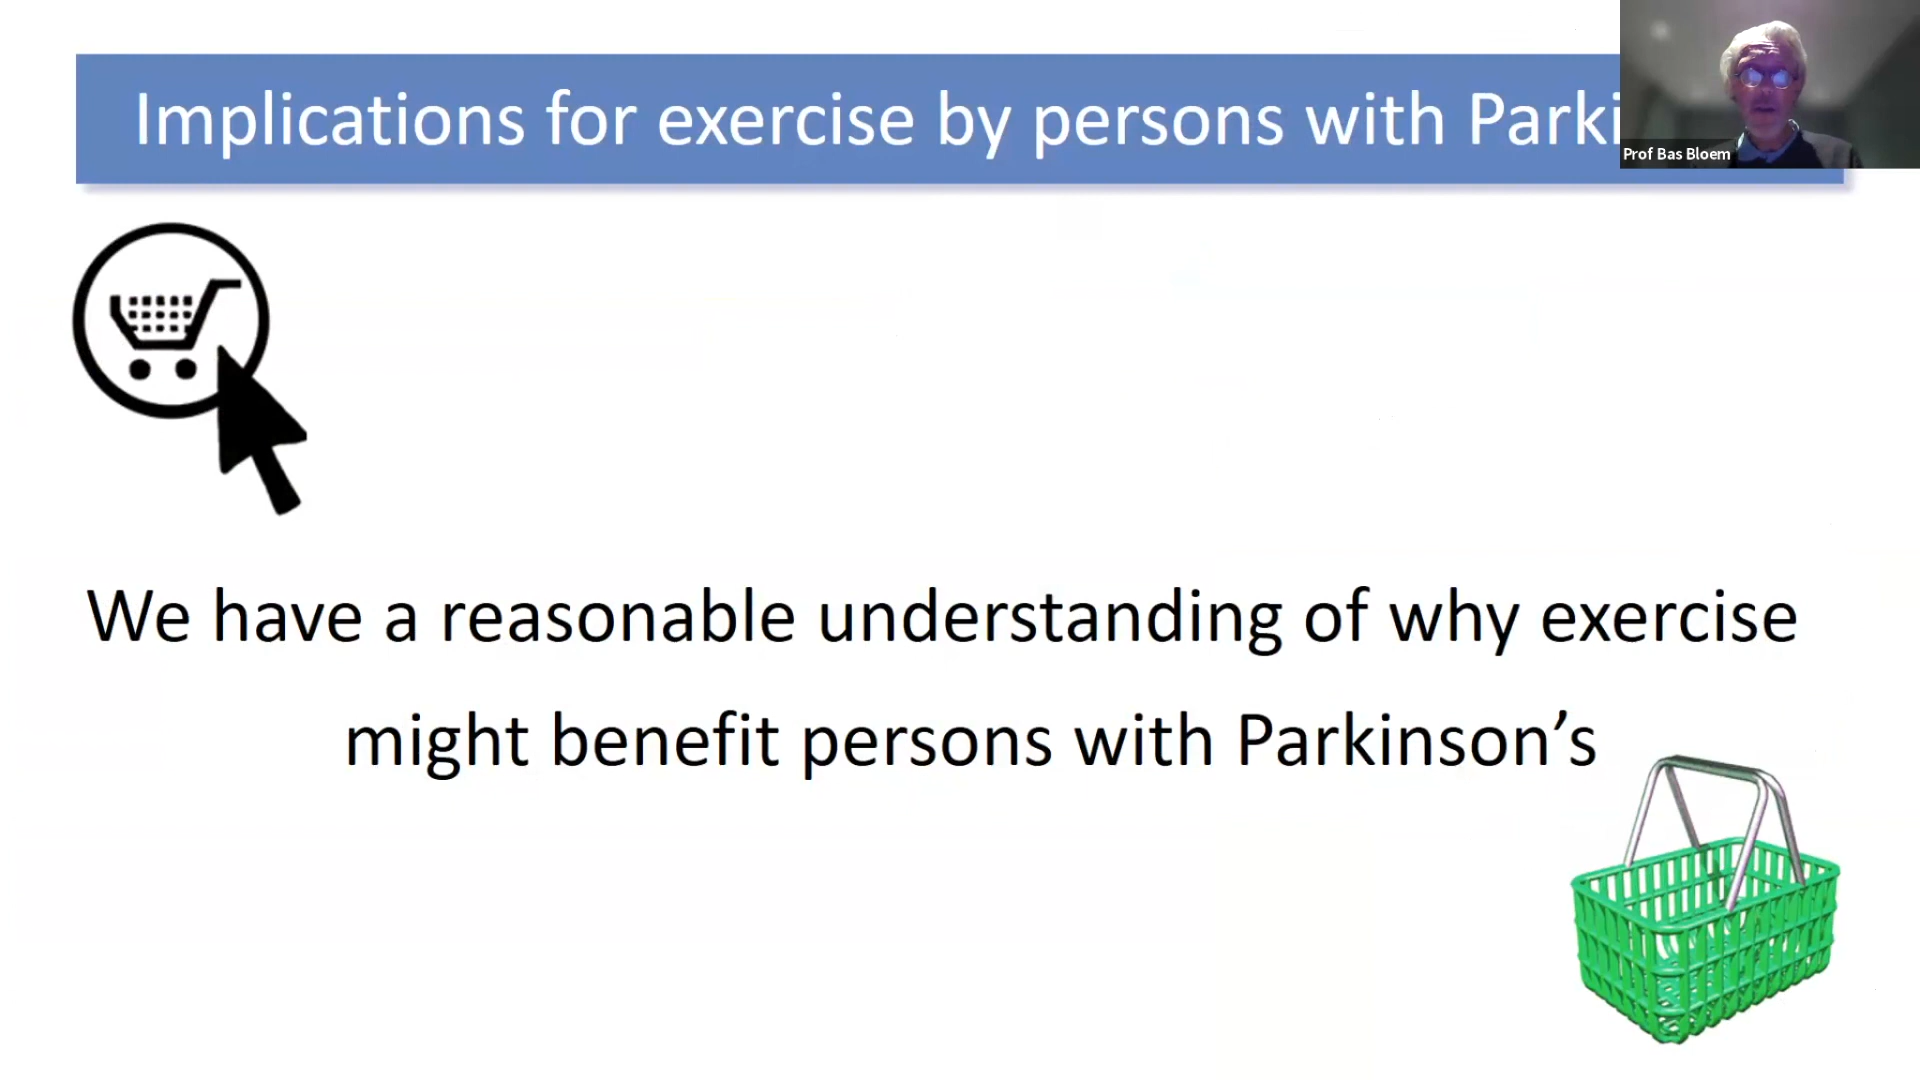 Implications for exercise by persons with Parki
Prof Bas Bloem
We have a reasonable understanding of why exercise
might benefit persons with Parkinson’s